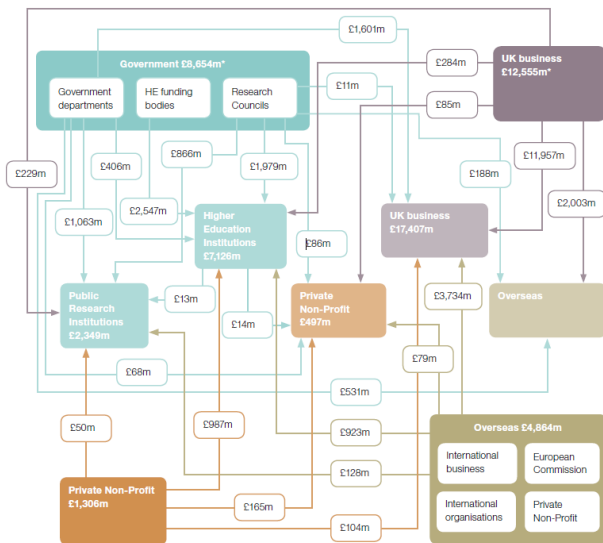 £1,601m
Government £8,654m*
Government
departments
HE funding
bodies
Research
Councils
£11m
£284m
£85m
UK business
£12,555m*
£229m
£406m
£866m
£1,979m
£188m
£11,957m
£2,003m
£1,063m
£2,547m
Higher
Education
Institutions
£7,126m
£86m
UK business
£17,407m
Public
Research
Institutions
£2,349m
£13m
£14m
Private
Non-Profit
£497m
£3,734m
Overseas
£68m
£79m
£531m
£50m
£987m
£923m
£128m
£165m
£104m
Private Non-Profit
£1,306m
Overseas £4,864m
International
business
European
Commission
International
organisations
Private
Non-Profit